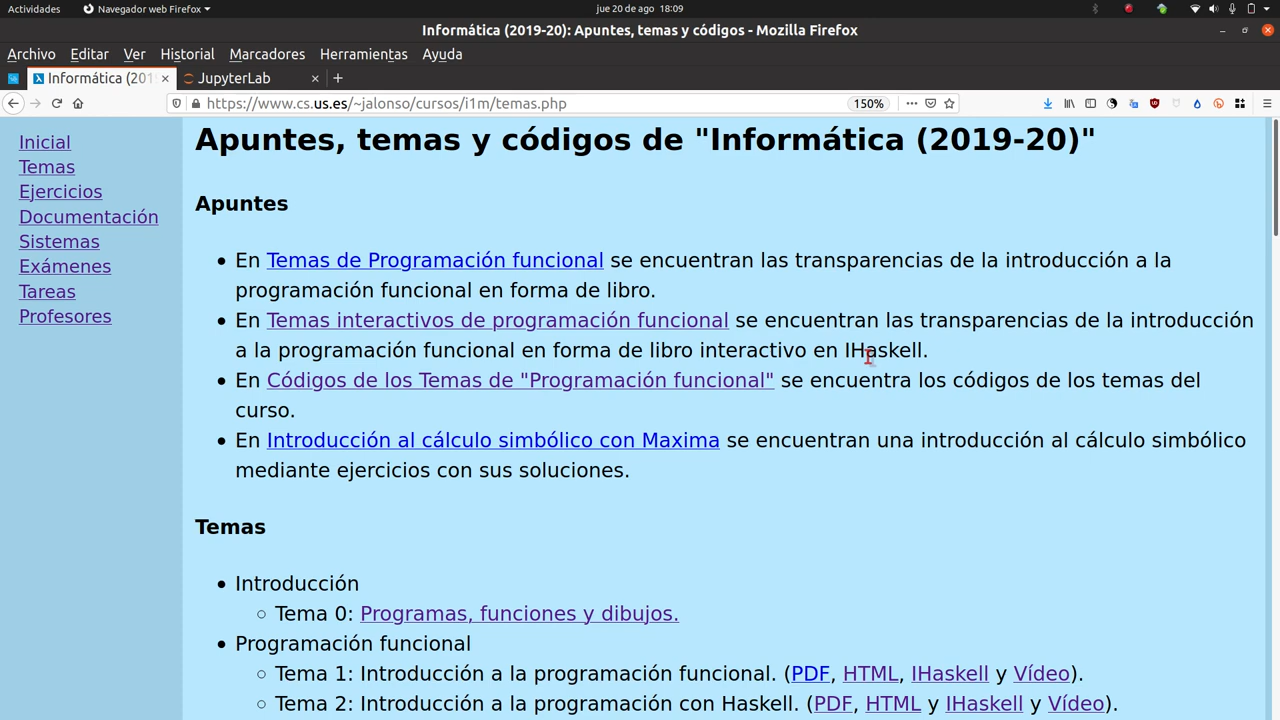 Actividades Navegador web Firefox jue 20 de ago 18:09
Informática (2019-20): Apuntes, temas y códigos - Mozilla Firefox
Archivo Editar Ver Historial Marcadores Herramientas Ayuda
Informática (201 JupyterLab
https://www.cs.us.es/~jalonso/cursos/i1m/temas.php 150%
Inicial
Temas
Ejercicios
Documentación
Sistemas
Exámenes
Tareas
Profesores
Apuntes, temas y códigos de "Informática (2019-20)"
Apuntes
En Temas de Programación funcional se encuentran las transparencias de la introducción a la
programación funcional en forma de libro.
En Temas interactivos de programación funcional se encuentran las transparencias de la introducción
a la programación funcional en forma de libro interactivo en IHaskell.
En Códigos de los Temas de "Programación funcional" se encuentra los códigos de los temas del
curso.
En Introducción al cálculo simbólico con Maxima se encuentran una introducción al cálculo simbólico
mediante ejercicios con sus soluciones.
Temas
Introducción
Tema 0: Programas, funciones y dibujos.
Programación funcional
Tema 1: Introducción a la programación funcional. (PDF, HTML, IHaskell y Vídeo).
Tema 2: Introducción a la programación con Haskell. (PDF, HTML y IHaskell y Vídeo).